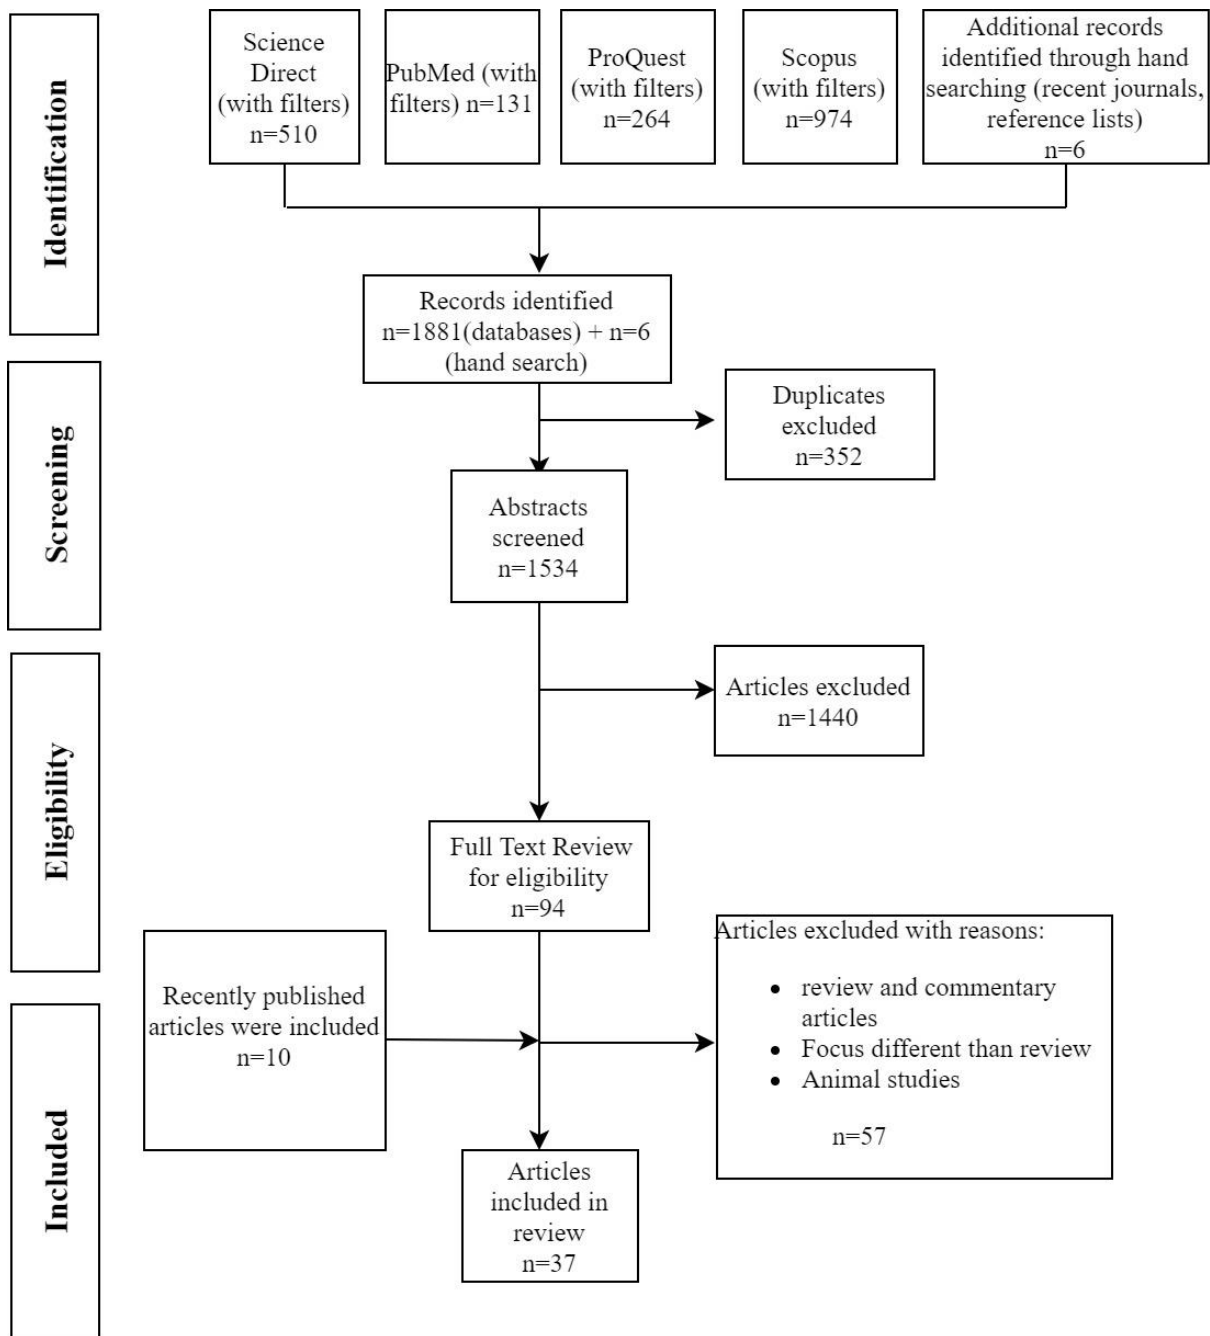 Identification
Science
Direct
(with filters)
n=510
PubMed (with
filters) n=131
ProQuest
(with filters)
n=264
Scopus
(with filters)
n=974
Additional records
identified through hand
searching (recent journals,
reference lists)
n=6
Records identified
n=1881(databases) + n=6
(hand search)
Screening
Duplicates
excluded
n=352
Abstracts
screened
n=1534
Eligibility
Articles excluded
n=1440
Full Text Review
for eligibility
n=94
Articles excluded with reasons:
• review and commentary
articles
• Focus different than review
• Animal studies
n=57
Recently published
articles were included
n=10
Included
Articles
included in
review
n=37